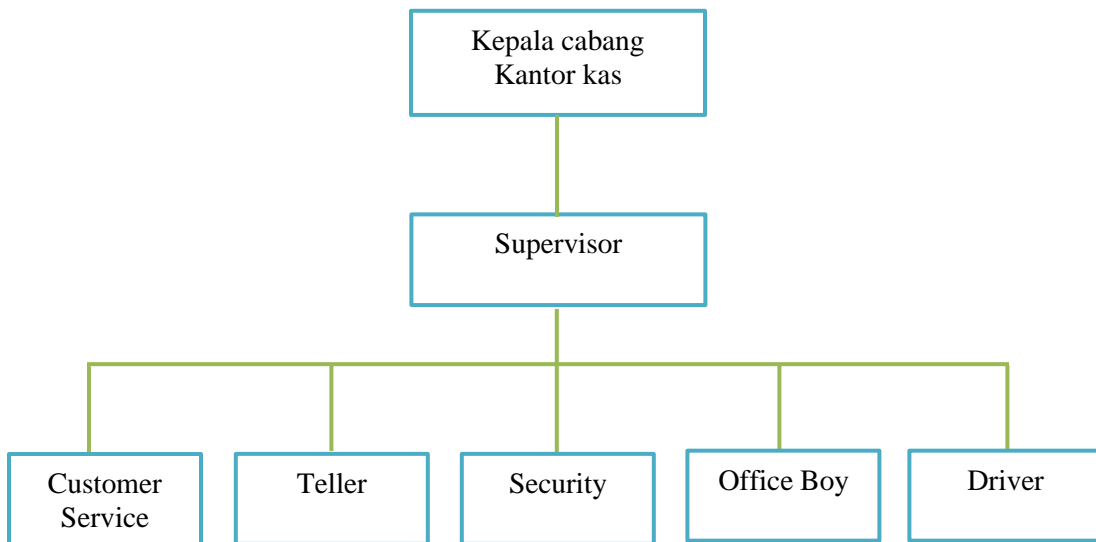 Kepala cabang
Kantor kas
Supervisor
Customer
Service
Teller
Security
Office Boy
Driver